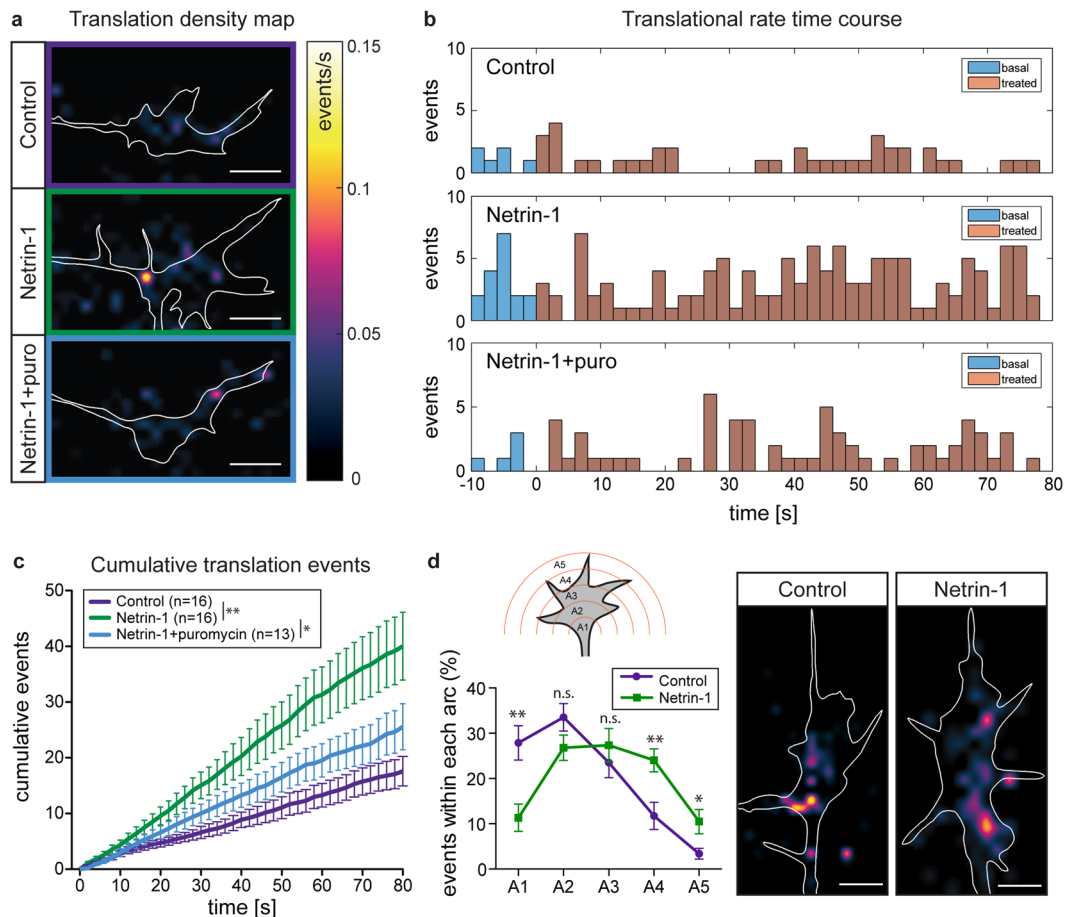 a Translation density map
Control
Netrin-1
Netrin-1+puro
events/s
0.15
0.1
0.05
0
b Translational rate time course
10
5
0
events
Control
basal
treated
10
5
0
events
Netrin-1
basal
treated
10
5
0
events
Netrin-1+puro
basal
treated
-10 0 10 20 30 40 50 60 70 80
time [s]
c Cumulative translation events
50
40
30
20
10
0
cumulative events
Control (n=16)
Netrin-1 (n=16)
Netrin-1+puromycin (n=13)
**
*
0 10 20 30 40 50 60 70 80
time [s]
d
A5
A4
A3
A2
A1
Control
Netrin-1
events within each arc (%)
40
30
20
10
0
** n.s. n.s. ** *
A1 A2 A3 A4 A5
Control
Netrin-1